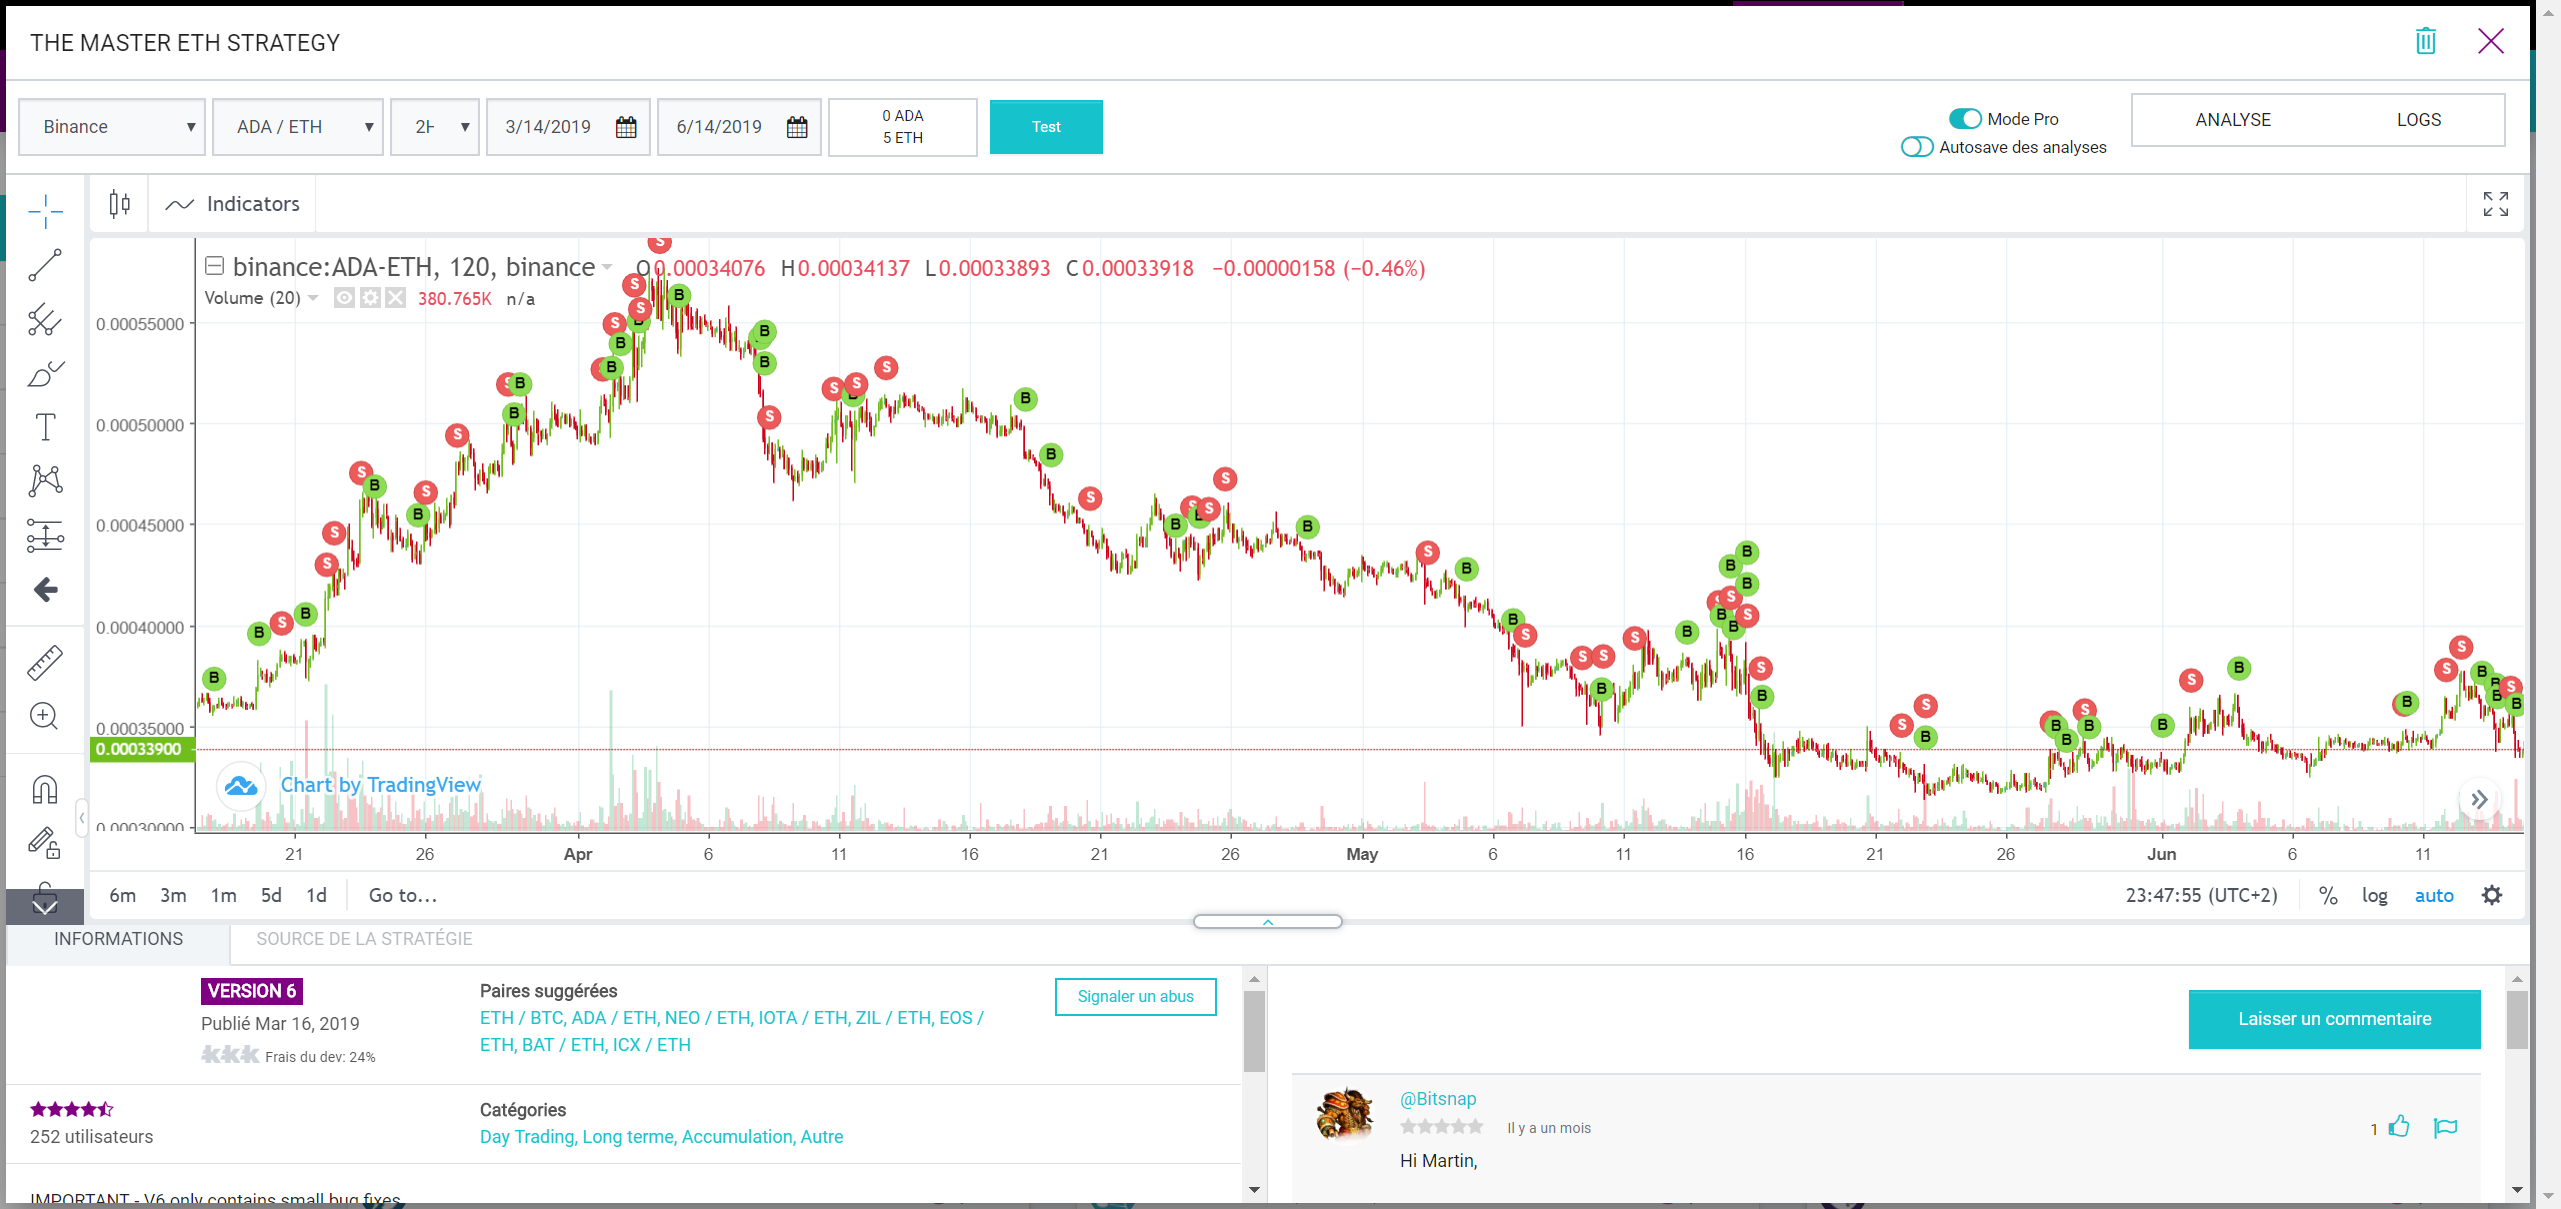 THE MASTER ETH STRATEGY
Binance
ADA / ETH
2H
3/14/2019
6/14/2019
0 ADA
5 ETH
Test
Mode Pro
Autosave des analyses
ANALYSE
LOGS
Indicators
binance:ADA-ETH, 120, binance
O0.00034076 H0.00034137 L0.00033893 C0.00033918 −0.00000158 (−0.46%)
Volume (20) 380.765K n/a
0.00055000
0.00050000
0.00045000
0.00040000
0.00035000
0.00033900
0.00030000
Chart by TradingView
21 26 Apr 6 11 16 21 26 May 6 11 16 21 26 Jun 6 11
6m 3m 1m 5d 1d Go to...
23:47:55 (UTC+2) % log auto
INFORMATIONS
SOURCE DE LA STRATÉGIE
VERSION 6
Publié Mar 16, 2019
Frais du dev: 24%
Paires suggérées
ETH / BTC, ADA / ETH, NEO / ETH, IOTA / ETH, ZIL / ETH, EOS /
ETH, BAT / ETH, ICX / ETH
Signaler un abus
252 utilisateurs
Catégories
Day Trading, Long terme, Accumulation, Autre
IMPORTANT - V6 only contains small bug fixes
Laisser un commentaire
@Bitsnap
Il y a un mois
1
Hi Martin,